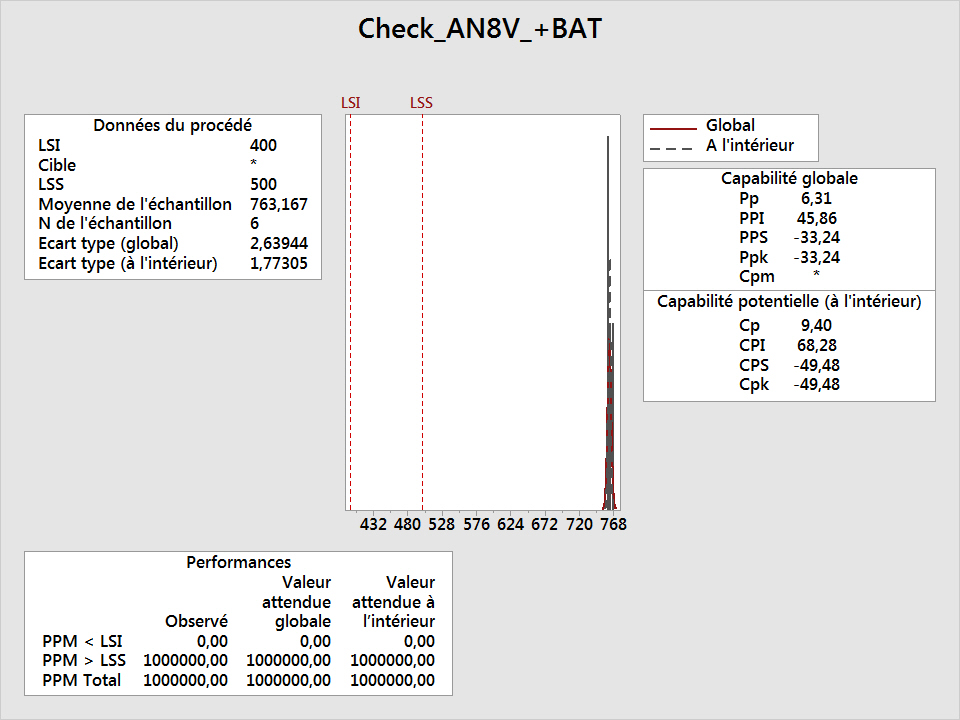 Check_AN8V_+BAT
LSI LSS
Données du procédé
LSI 400
Cible *
LSS 500
Moyenne de l'échantillon 763,167
N de l'échantillon 6
Ecart type (global) 2,63944
Ecart type (à l'intérieur) 1,77305
Global
A l'intérieur
Capabilité globale
Pp 6,31
PPI 45,86
PPS -33,24
Ppk -33,24
Cpm *
Capabilité potentielle (à l'intérieur)
Cp 9,40
CPI 68,28
CPS -49,48
Cpk -49,48
432 480 528 576 624 672 720 768
Performances
Valeur Valeur
attendue attendue à
Observé globale l'intérieur
PPM < LSI 0,00 0,00 0,00
PPM > LSS 1000000,00 1000000,00 1000000,00
PPM Total 1000000,00 1000000,00 1000000,00